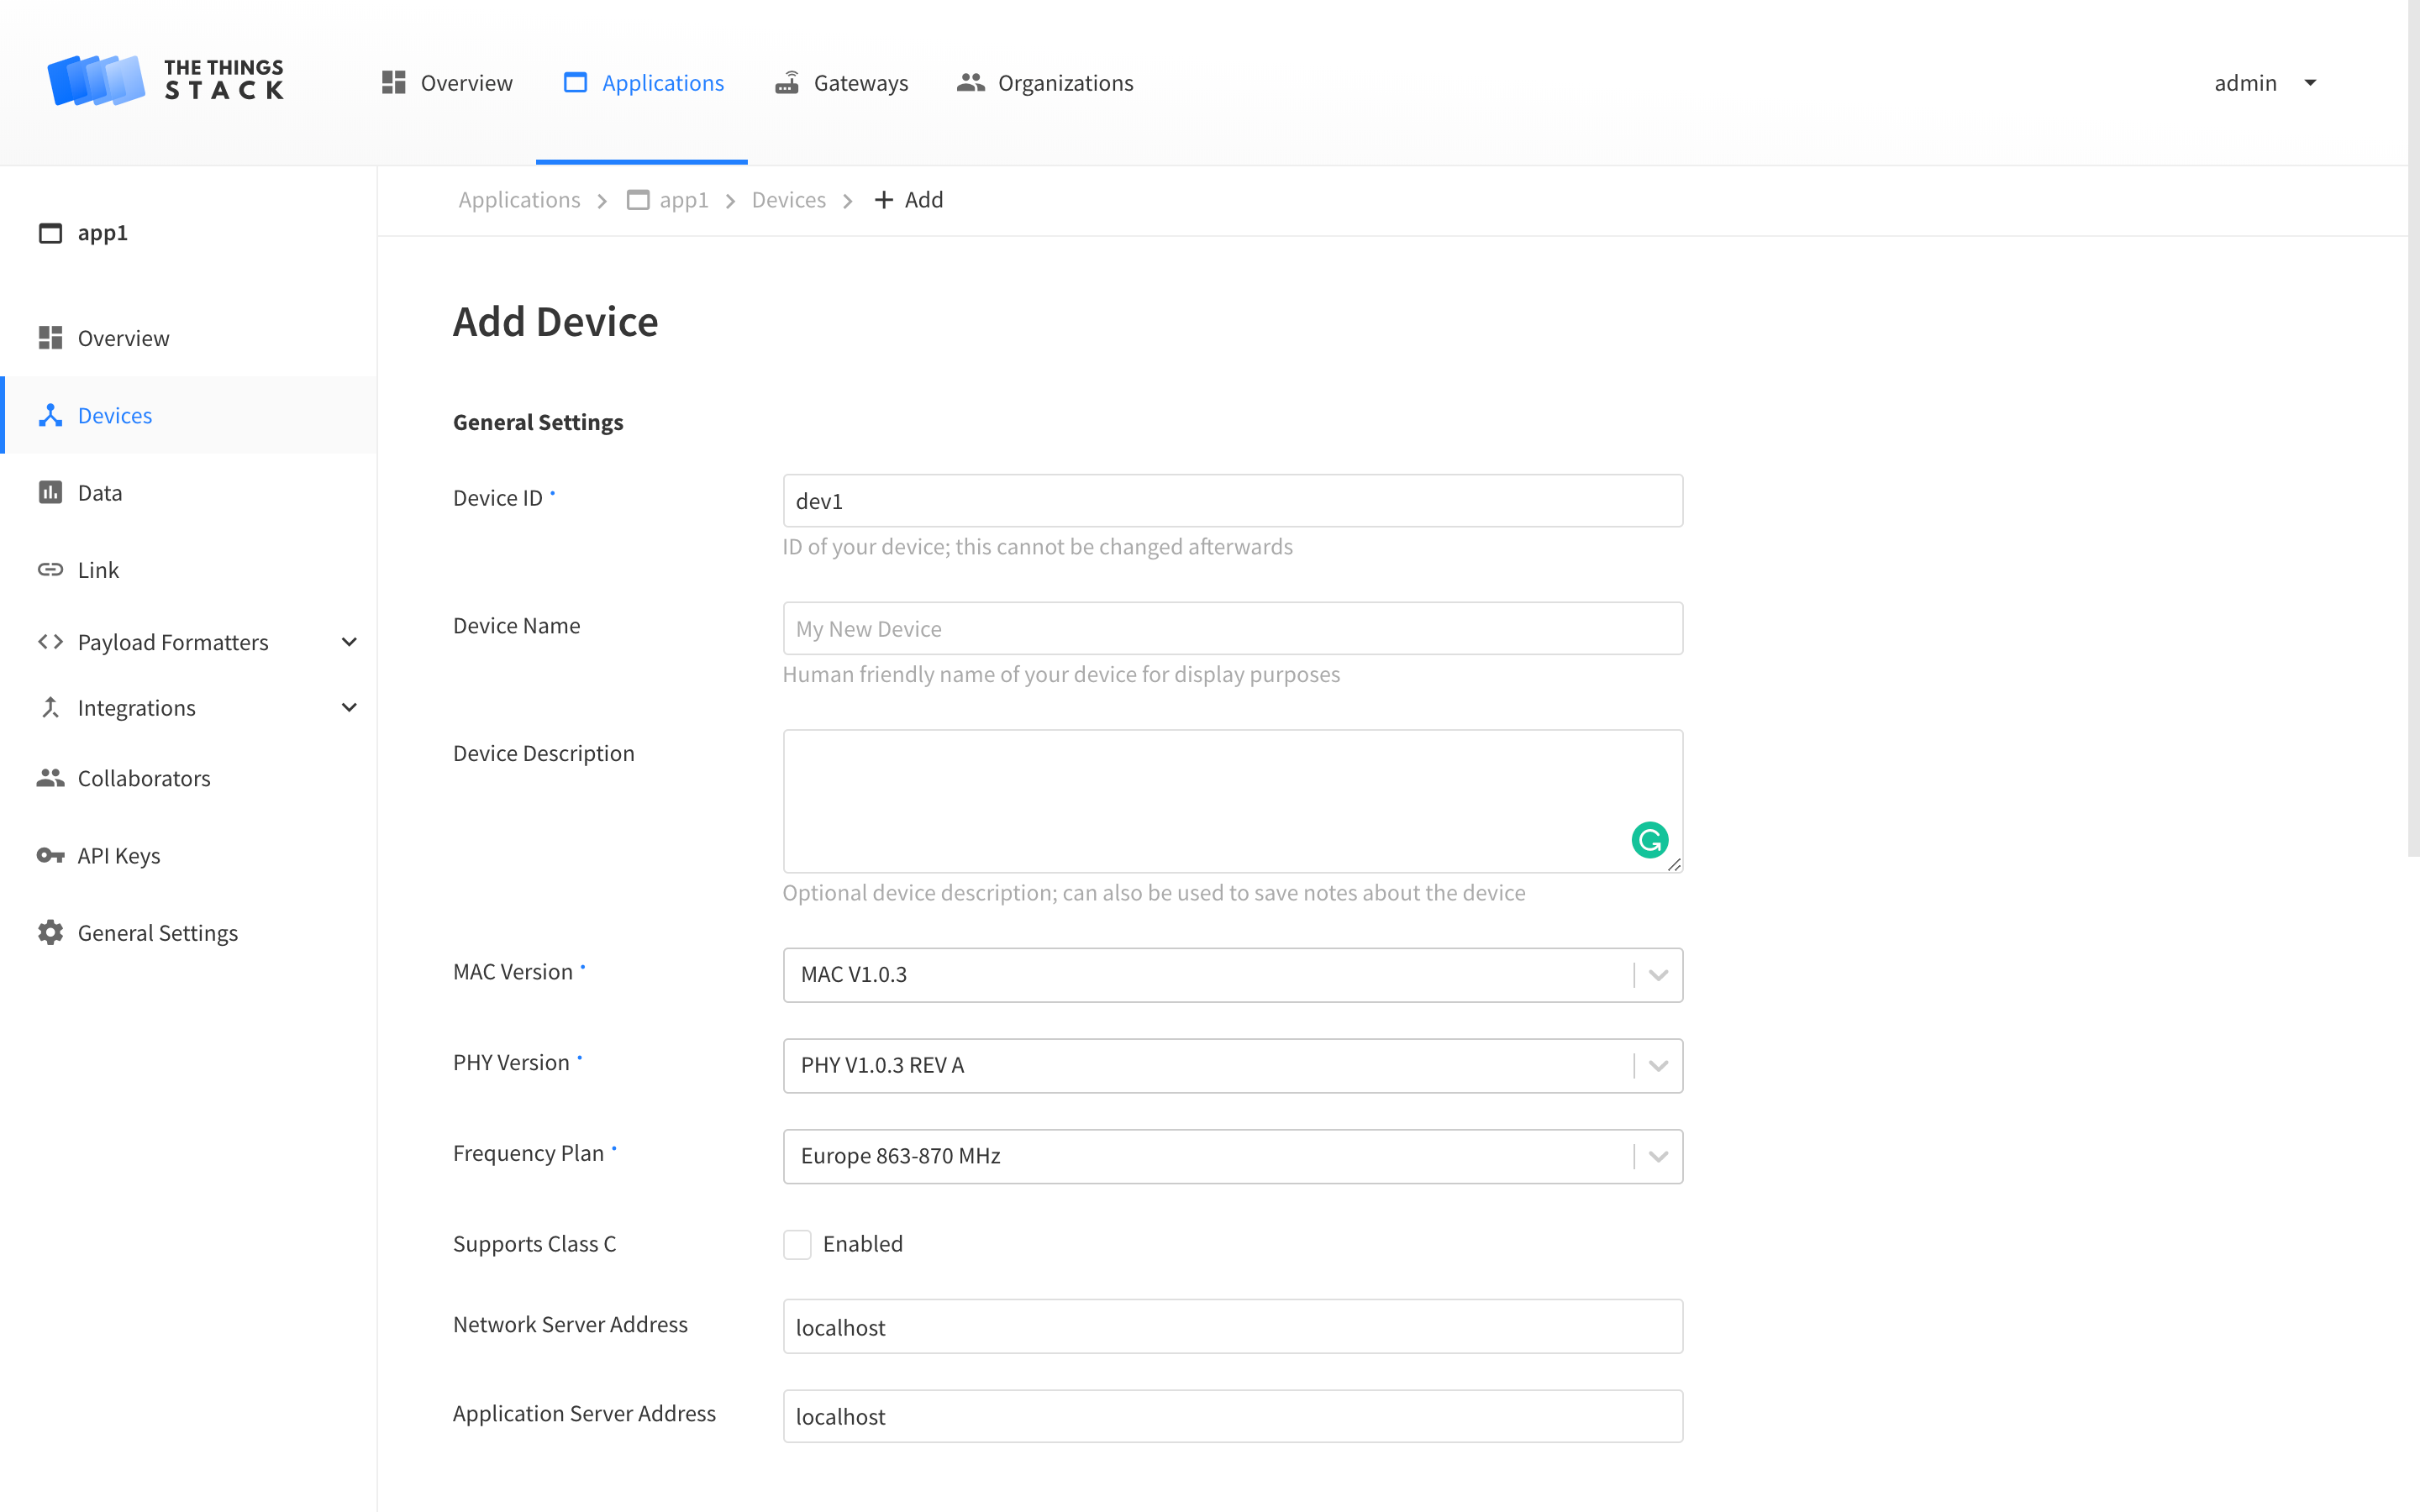 THE THINGS
STACK
Overview
Applications
Gateways
Organizations
admin
app1
Overview
Devices
Data
Link
Payload Formatters
Integrations
Collaborators
API Keys
General Settings
Applications > app1 > Devices > + Add
Add Device
General Settings
Device ID
dev1
ID of your device; this cannot be changed afterwards
Device Name
My New Device
Human friendly name of your device for display purposes
Device Description
Optional device description; can also be used to save notes about the device
MAC Version
MAC V1.0.3
PHY Version
PHY V1.0.3 REV A
Frequency Plan
Europe 863-870 MHz
Supports Class C
Enabled
Network Server Address
localhost
Application Server Address
localhost